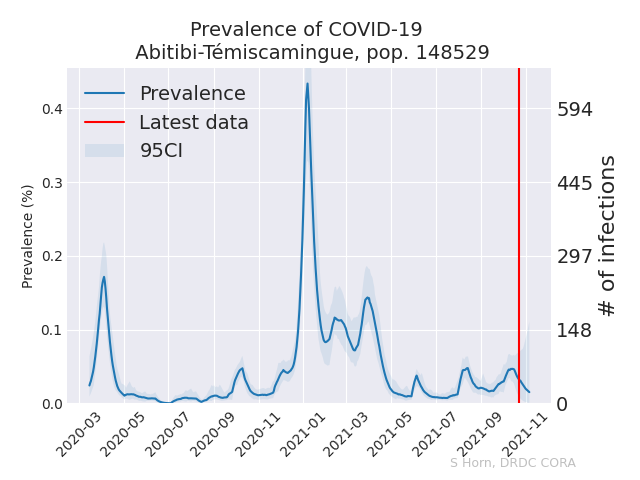 Prevalence of COVID-19
Abitibi-Témiscamingue, pop. 148529
Prevalence
Latest data
95CI
Prevalence (%)
0.4
0.3
0.2
0.1
0.0
594
445
297
148
0
# of infections
2020-03
2020-05
2020-07
2020-09
2020-11
2021-01
2021-03
2021-05
2021-07
2021-09
2021-11
S Horn, DRDC CORA